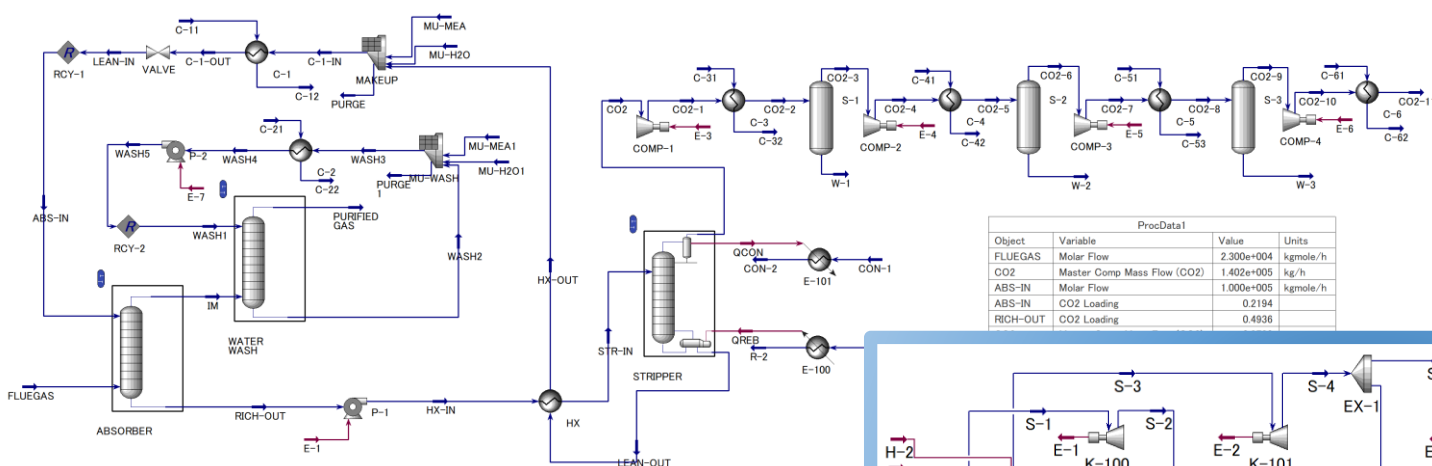 C-11
MU-MEA
MU-H2O
LEAN-IN
C-1-OUT
C-1-IN
RCY-1
VALVE
C-1
MAKEUP
C-12
PURGE
C-21
MU-MEA1
WASH5
WASH4
WASH3
P-2
MU-H2O1
C-2
PURGE
1
MU-WASH
C-22
E-7
ABS-IN
PURIFIED
GAS
WASH1
RCY-2
WASH2
IM
HX-OUT
WATER
WASH
FLUEGAS
RICH-OUT
P-1
HX-IN
HX
ABSORBER
E-1
LEAN-OUT
STR-IN
STRIPPER
QCON
CON-2
CON-1
E-101
QREB
R-2
E-100
CO2
CO2-1
C-31
CO2-2
CO2-3
S-1
CO2-4
C-41
CO2-5
CO2-6
S-2
CO2-7
C-51
CO2-8
CO2-9
S-3
CO2-10
C-61
CO2-11
COMP-1
E-3
C-3
C-32
COMP-2
E-4
C-4
C-42
COMP-3
E-5
C-5
C-53
COMP-4
E-6
C-6
C-62
W-1
W-2
W-3
ProcData1
Object Variable Value Units
FLUEGAS Molar Flow 2.300e+004 kgmole/h
CO2 Master Comp Mass Flow (CO2) 1.402e+005 kg/h
ABS-IN Molar Flow 1.000e+005 kgmole/h
ABS-IN CO2 Loading 0.2194
RICH-OUT CO2 Loading 0.4936
S-3
S-4
EX-1
S-1
S-2
E-1
K-100
E-2
K-101
H-2